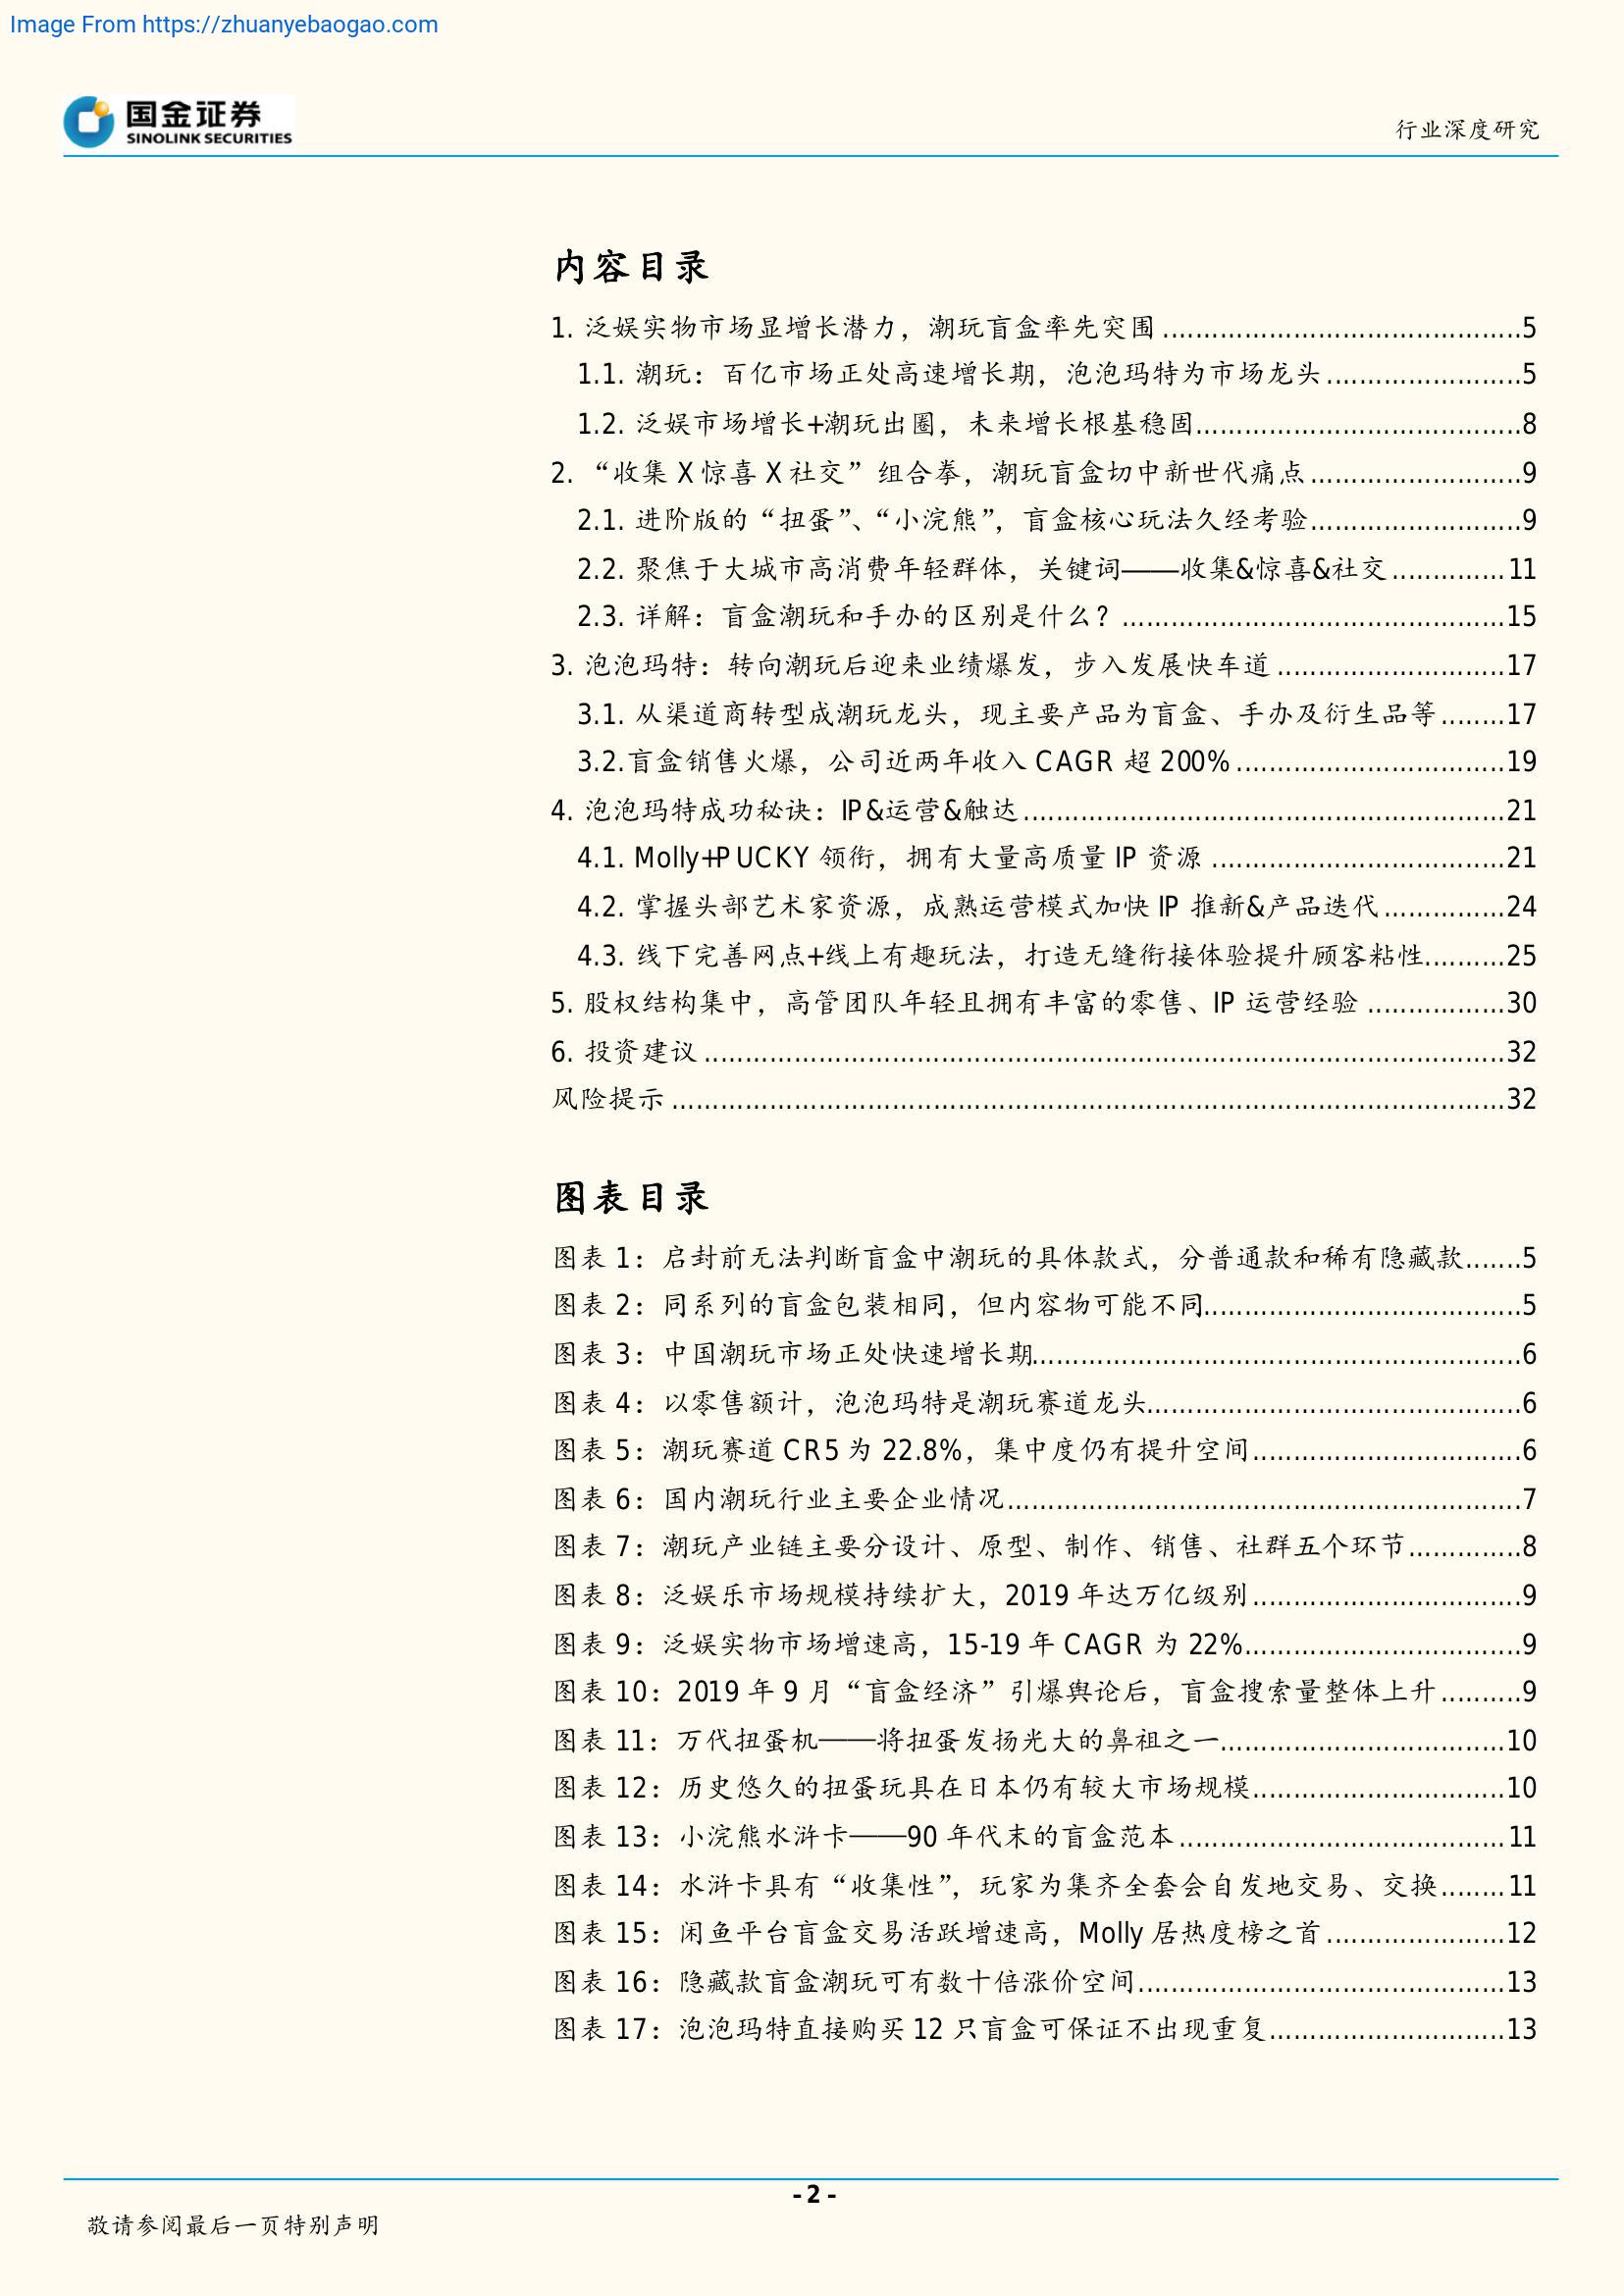 Image From https://zhuanyebaogao.com
国金证券
SINOLINK SECURITIES
行业深度研究
内容目录
1. 泛娱实物市场显增长潜力，潮玩盲盒率先突围............................................5
1.1. 潮玩：百亿市场正处高速增长期，泡泡玛特为市场龙头........................5
1.2. 泛娱市场增长+潮玩出圈，未来增长根基稳固........................................8
2. “收集 X 惊喜 X 社交”组合拳，潮玩盲盒切中新世代痛点..........................9
2.1. 进阶版的“扭蛋”、“小浣熊”，盲盒核心玩法久经考验..........................9
2.2. 聚焦于大城市高消费年轻群体，关键词——收集&惊喜&社交..............11
2.3. 详解：盲盒潮玩和手办的区别是什么？...............................................15
3. 泡泡玛特：转向潮玩后迎来业绩爆发，步入发展快车道............................17
3.1. 从渠道商转型成潮玩龙头，现主要产品为盲盒、手办及衍生品等........17
3.2.盲盒销售火爆，公司近两年收入 CAGR 超 200%.................................19
4. 泡泡玛特成功秘诀：IP&运营&触达...........................................................21
4.1. Molly+PUCKY 领衔，拥有大量高质量 IP 资源....................................21
4.2. 掌握头部艺术家资源，成熟运营模式加快 IP 推新&产品迭代...............24
4.3. 线下完善网点+线上有趣玩法，打造无缝衔接体验提升顾客粘性..........25
5. 股权结构集中，高管团队年轻且拥有丰富的零售、IP 运营经验.................30
6. 投资建议..................................................................................................32
风险提示......................................................................................................32
图表目录
图表 1：启封前无法判断盲盒中潮玩的具体款式，分普通款和稀有隐藏款.......5
图表 2：同系列的盲盒包装相同，但内容物可能不同.......................................5
图表 3：中国潮玩市场正处快速增长期............................................................6
图表 4：以零售额计，泡泡玛特是潮玩赛道龙头..............................................6
图表 5：潮玩赛道 CR5 为 22.8%，集中度仍有提升空间.................................6
图表 6：国内潮玩行业主要企业情况...............................................................7
图表 7：潮玩产业链主要分设计、原型、制作、销售、社群五个环节..............8
图表 8：泛娱乐市场规模持续扩大，2019 年达万亿级别.................................9
图表 9：泛娱实物市场增速高，15-19 年 CAGR 为 22%..................................9
图表 10：2019 年 9 月“盲盒经济”引爆舆论后，盲盒搜索量整体上升..........9
图表 11：万代扭蛋机——将扭蛋发扬光大的鼻祖之一...................................10
图表 12：历史悠久的扭蛋玩具在日本仍有较大市场规模...............................10
图表 13：小浣熊水浒卡——90 年代末的盲盒范本........................................11
图表 14：水浒卡具有“收集性”，玩家为集齐全套会自发地交易、交换........11
图表 15：闲鱼平台盲盒交易活跃增速高，Molly 居热度榜之首......................12
图表 16：隐藏款盲盒潮玩可有数十倍涨价空间.............................................13
图表 17：泡泡玛特直接购买 12 只盲盒可保证不出现重复.............................13
- 2 -
敬请参阅最后一页特别声明